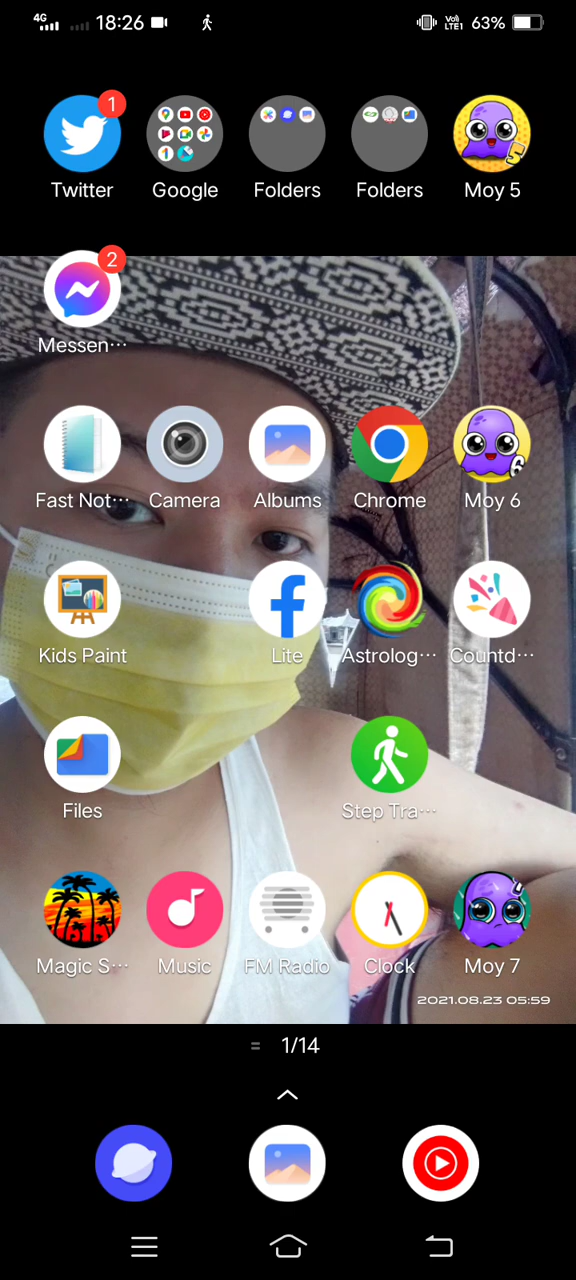 4G 18:26 VoLTE1 63%
1
Twitter Google Folders Folders Moy 5
2
Messen···
Fast Not··· Camera Albums Chrome Moy 6
Kids Paint Lite Astrolog··· Countd···
Files Step Tra···
Magic S··· Music FM Radio Clock Moy 7
2021.08.23 05:59
1/14